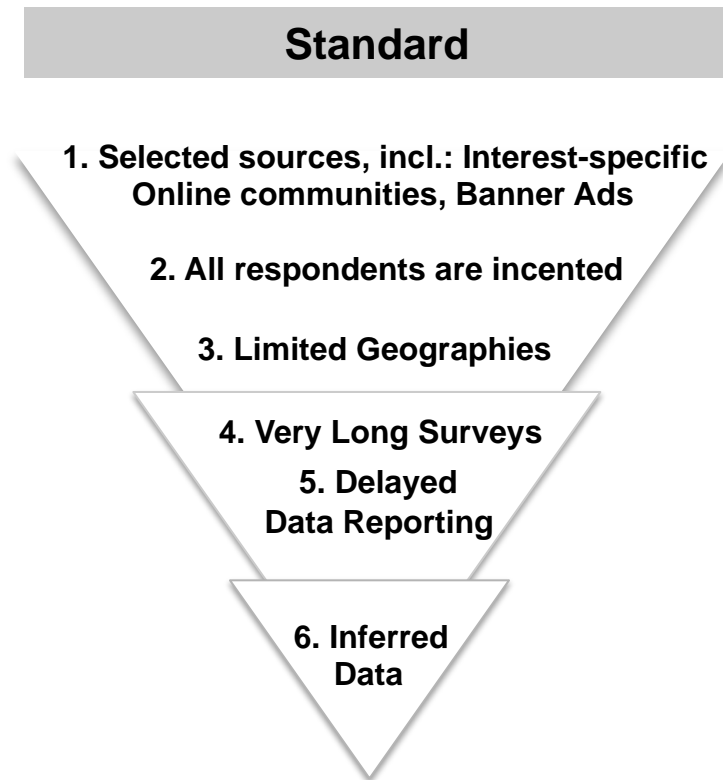 Standard
1. Selected sources, incl.: Interest-specific
Online communities, Banner Ads
2. All respondents are incented
3. Limited Geographies
4. Very Long Surveys
5. Delayed
Data Reporting
6. Inferred
Data